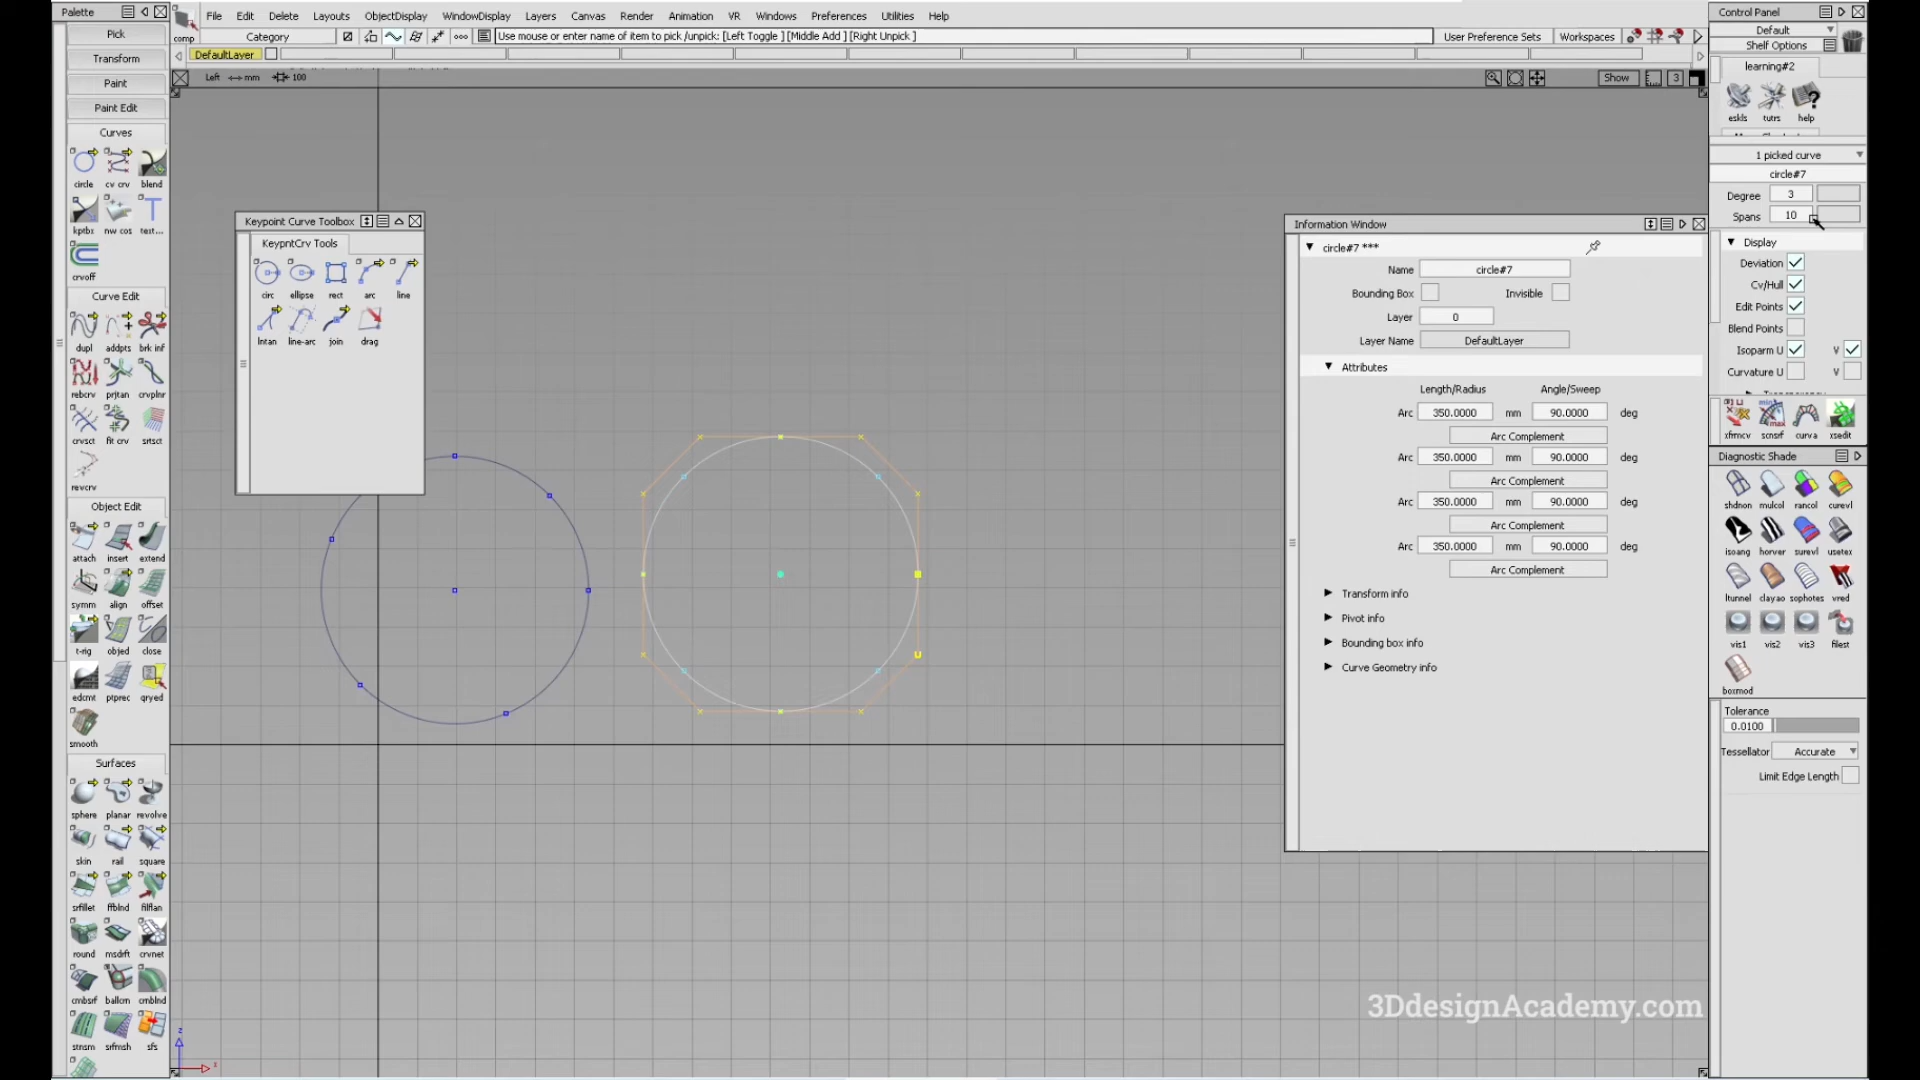 Palette
Pick
Transform
Paint
Paint Edit
Curves
circle cv crv blend
kptbx nw cos text...
crvoff
Curve Edit
dupl addpts brk inf
rebcrv prjtan crvplnr
crvsct fit crv srtsct
revcrv
Object Edit
attach insert extend
symm align offset
t-rig objed close
edcmt ptprec qryed
smooth
Surfaces
sphere planar revolve
skin rail square
srfillet ffblnd filflan
round msdrft crvnet
cmbsrf ballcrn cmblnd
stnsm srfmsh sfs
comp
File Edit Delete Layouts ObjectDisplay WindowDisplay Layers Canvas Render Animation VR Windows Preferences Utilities Help
Category
Use mouse or enter name of item to pick /unpick: [Left Toggle ] [Middle Add ] [Right Unpick ]
User Preference Sets Workspaces
DefaultLayer
Left mm 100
Show 3
Keypoint Curve Toolbox
KeypntCrv Tools
circ ellipse rect arc line
lntan line-arc join drag
Information Window
circle#7 ***
Name circle#7
Bounding Box Invisible
Layer 0
Layer Name DefaultLayer
Attributes
Length/Radius Angle/Sweep
Arc 350.0000 mm 90.0000 deg
Arc Complement
Arc 350.0000 mm 90.0000 deg
Arc Complement
Arc 350.0000 mm 90.0000 deg
Arc Complement
Arc 350.0000 mm 90.0000 deg
Arc Complement
Transform info
Pivot info
Bounding box info
Curve Geometry info
z
3DdesignAcademy.com
Control Panel
Default
Shelf Options
learning#2
eskls tutrs help
1 picked curve
circle#7
Degree 3
Spans 10
Display
Deviation
Cv/Hull
Edit Points
Blend Points
Isoparm U V
Curvature U V
xfrmcv scnsrf curva xsedit
Diagnostic Shade
shdnon mulcol rancol curevl
isoang horver surevl usetex
ltunnel clayao sophotes vred
vis1 vis2 vis3 filest
boxmod
Tolerance
0.0100
Tessellator Accurate
Limit Edge Length